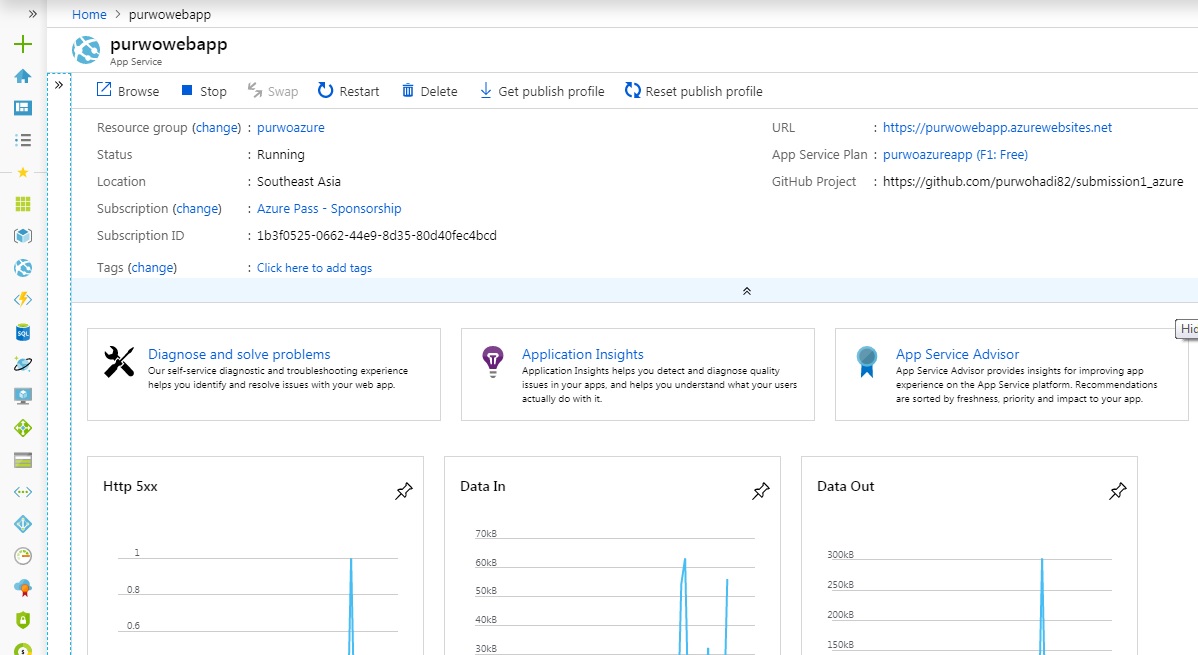 Home > purwowebapp
purwowebapp
App Service
Browse Stop Swap Restart Delete Get publish profile Reset publish profile
Resource group (change) : purwoazure
Status : Running
Location : Southeast Asia
Subscription (change) : Azure Pass - Sponsorship
Subscription ID : 1b3f0525-0662-44e9-8d35-80d40fec4bcd
Tags (change) : Click here to add tags
URL : https://purwowebapp.azurewebsites.net
App Service Plan : purwoazureapp (F1: Free)
GitHub Project : https://github.com/purwohadi82/submission1_azure
Hid
Diagnose and solve problems
Our self-service diagnostic and troubleshooting experience
helps you identify and resolve issues with your web app.
Application Insights
Application Insights helps you detect and diagnose quality
issues in your apps, and helps you understand what your users
actually do with it.
App Service Advisor
App Service Advisor provides insights for improving app
experience on the App Service platform. Recommendations
are sorted by freshness, priority and impact to your app.
Http 5xx
1
0.8
0.6
Data In
70kB
60kB
50kB
40kB
30kB
Data Out
300kB
250kB
200kB
150kB
SQL